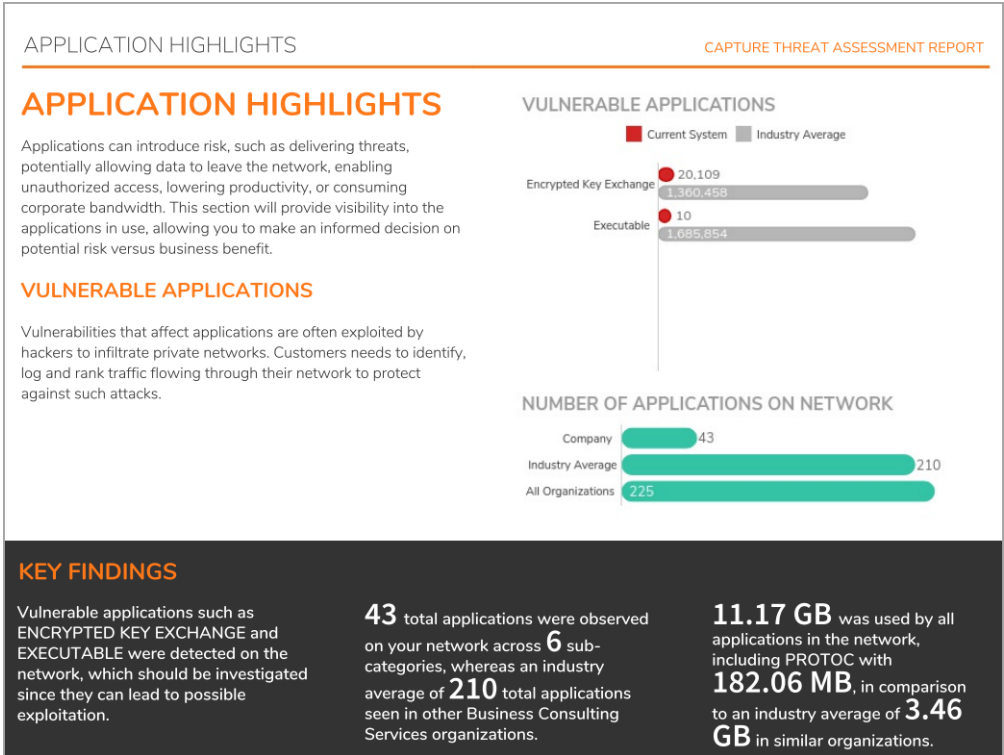 APPLICATION HIGHLIGHTS
CAPTURE THREAT ASSESSMENT REPORT
APPLICATION HIGHLIGHTS
Applications can introduce risk, such as delivering threats,
potentially allowing data to leave the network, enabling
unauthorized access, lowering productivity, or consuming
corporate bandwidth. This section will provide visibility into the
applications in use, allowing you to make an informed decision on
potential risk versus business benefit.
VULNERABLE APPLICATIONS
Vulnerabilities that affect applications are often exploited by
hackers to infiltrate private networks. Customers needs to identify,
log and rank traffic flowing through their network to protect
against such attacks.
VULNERABLE APPLICATIONS
Current System Industry Average
Encrypted Key Exchange 20,109
1,360,458
Executable 10
1,685,854
NUMBER OF APPLICATIONS ON NETWORK
Company 43
Industry Average 210
All Organizations 225
KEY FINDINGS
Vulnerable applications such as
ENCRYPTED KEY EXCHANGE and
EXECUTABLE were detected on the
network, which should be investigated
since they can lead to possible
exploitation.
43 total applications were observed
on your network across 6 sub-
categories, whereas an industry
average of 210 total applications
seen in other Business Consulting
Services organizations.
11.17 GB was used by all
applications in the network,
including PROTOC with
182.06 MB, in comparison
to an industry average of 3.46
GB in similar organizations.